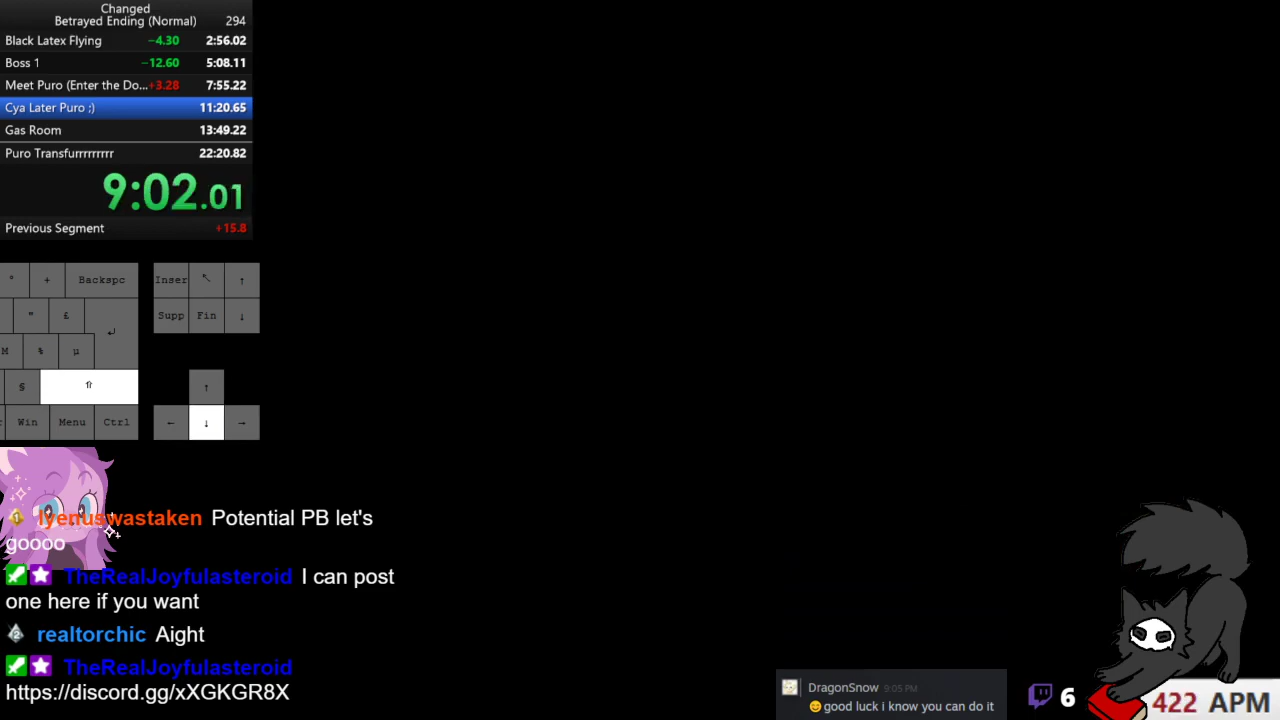 Changed
Betrayed Ending (Normal) 294
Black Latex Flying −4.30 2:56.02
Boss 1 −12.60 5:08.11
Meet Puro (Enter the Do... +3.28 7:55.22
Cya Later Puro ;) 11:20.65
Gas Room 13:49.22
Puro Transfurrrrrrrrr 22:20.82
9:02.01
Previous Segment +15.8
° + Backspc Inser ↖ ↑
" £ ↵ Supp Fin ↓
M % µ
§ ⇧ ↑
Win Menu Ctrl ← ↓ →
lyenuswastaken Potential PB let's
goooo
TheRealJoyfulasteroid I can post
one here if you want
realtorchic Aight
TheRealJoyfulasteroid
https://discord.gg/xXGKGR8X
DragonSnow 9:05 PM
😊good luck i know you can do it
6
422 APM